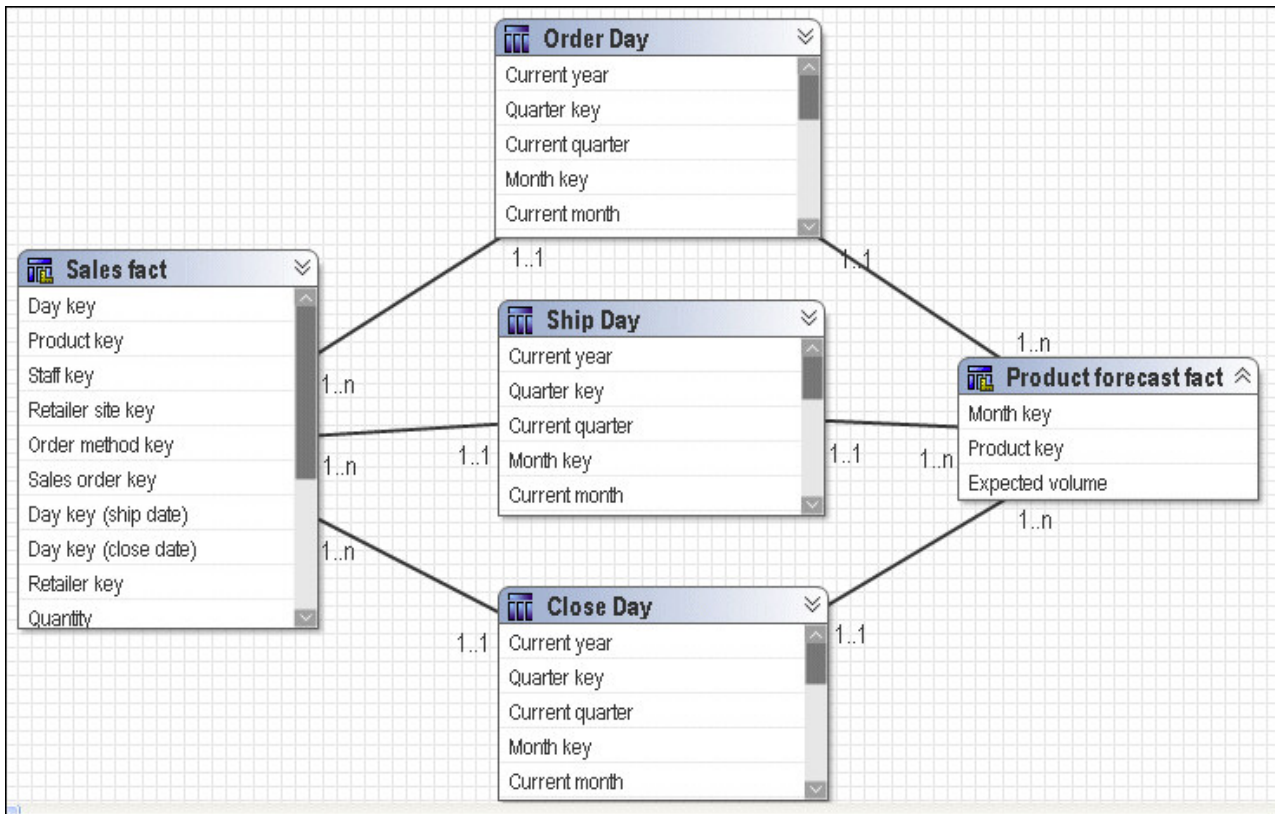 Order Day
Current year
Quarter key
Current quarter
Month key
Current month
1..1
1..1
Sales fact
Day key
Product key
Staff key
Retailer site key
Order method key
Sales order key
Day key (ship date)
Day key (close date)
Retailer key
Quantity
1..n
1..n
1..n
Ship Day
Current year
Quarter key
Current quarter
Month key
Current month
1..1
1..1
1..n
Product forecast fact
Month key
Product key
Expected volume
1..n
1..n
Close Day
Current year
Quarter key
Current quarter
Month key
Current month
1..1
1..1